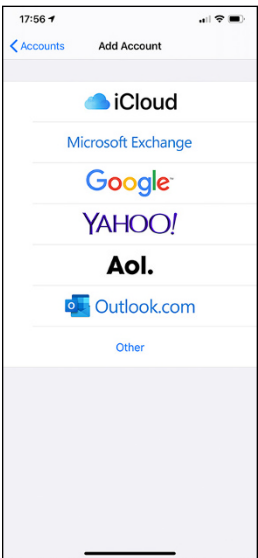 17:56
Accounts
Add Account
iCloud
Microsoft Exchange
Google
YAHOO!
Aol.
Outlook.com
Other